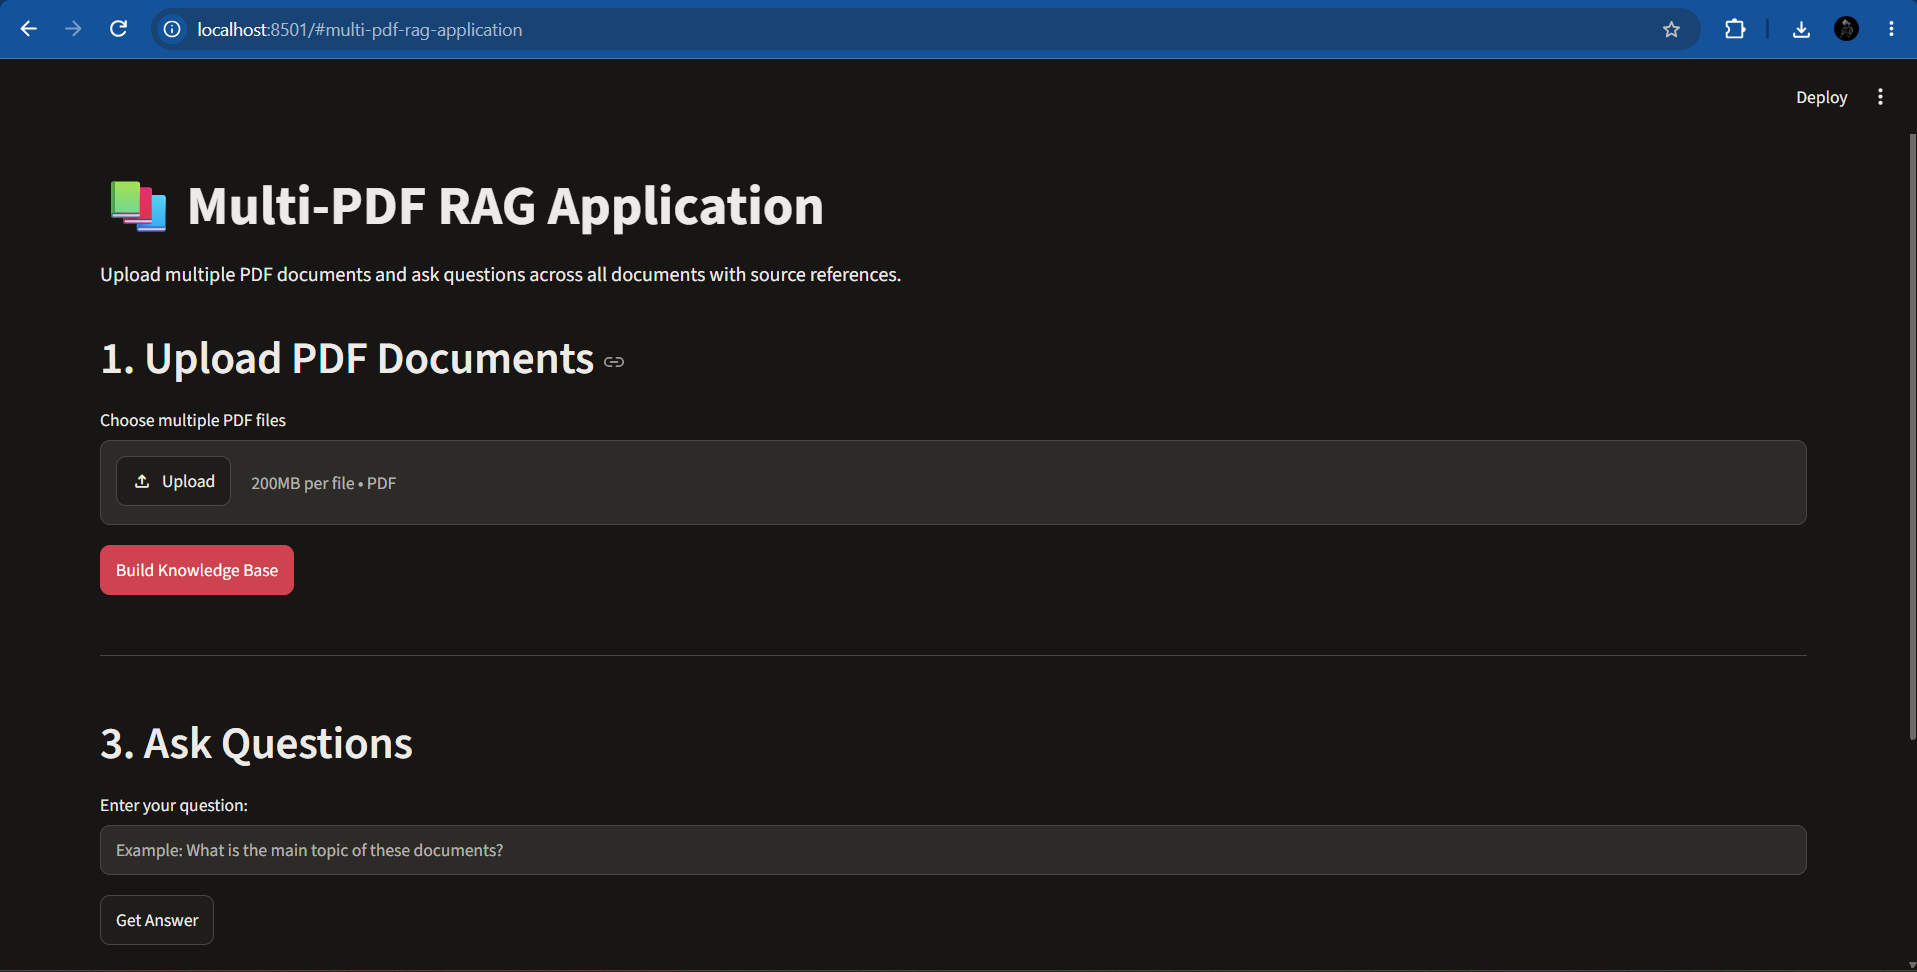 localhost:8501/#multi-pdf-rag-application
Deploy
Multi-PDF RAG Application
Upload multiple PDF documents and ask questions across all documents with source references.
1. Upload PDF Documents
Choose multiple PDF files
Upload 200MB per file • PDF
Build Knowledge Base
3. Ask Questions
Enter your question:
Example: What is the main topic of these documents?
Get Answer